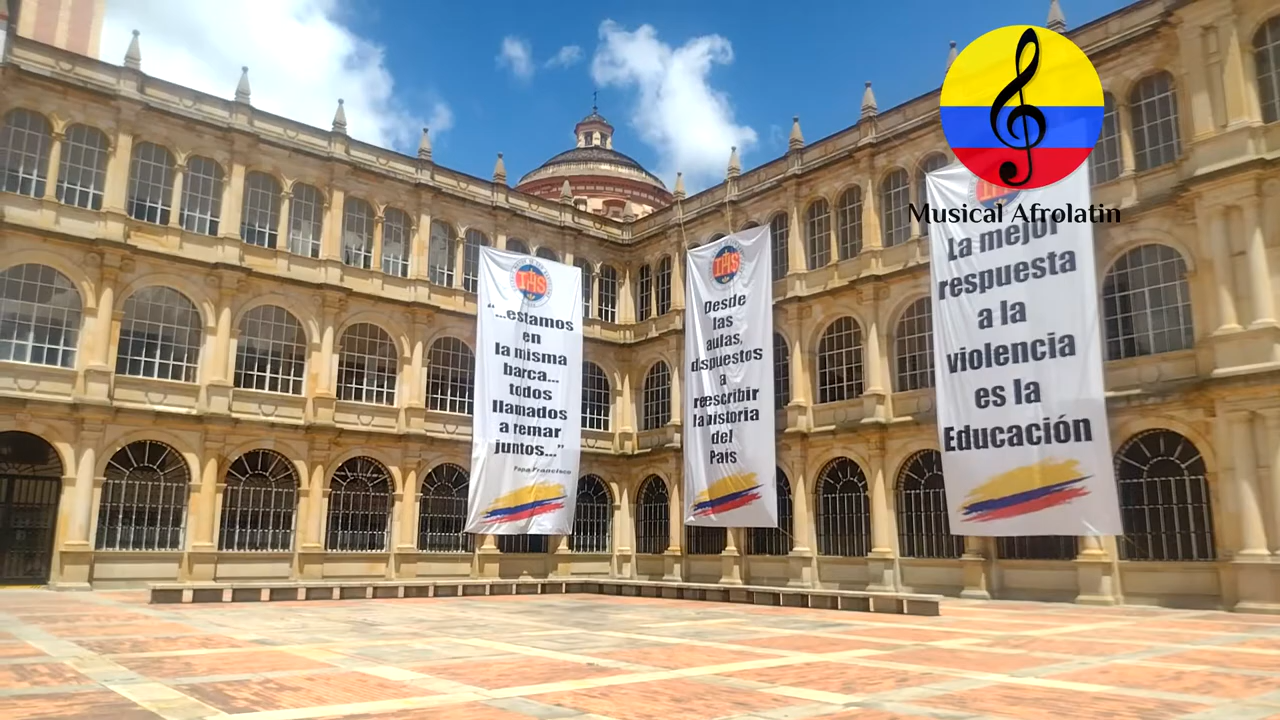 Musical Afrolatin
IHS
"...estamos
en
la misma
barca...
todos
llamados
a remar
juntos..."
Papa Francisco
IHS
Desde
las
aulas,
dispuestos
a
reescribir
la historia
del
País
La mejor
respuesta
a la
violencia
es la
Educación